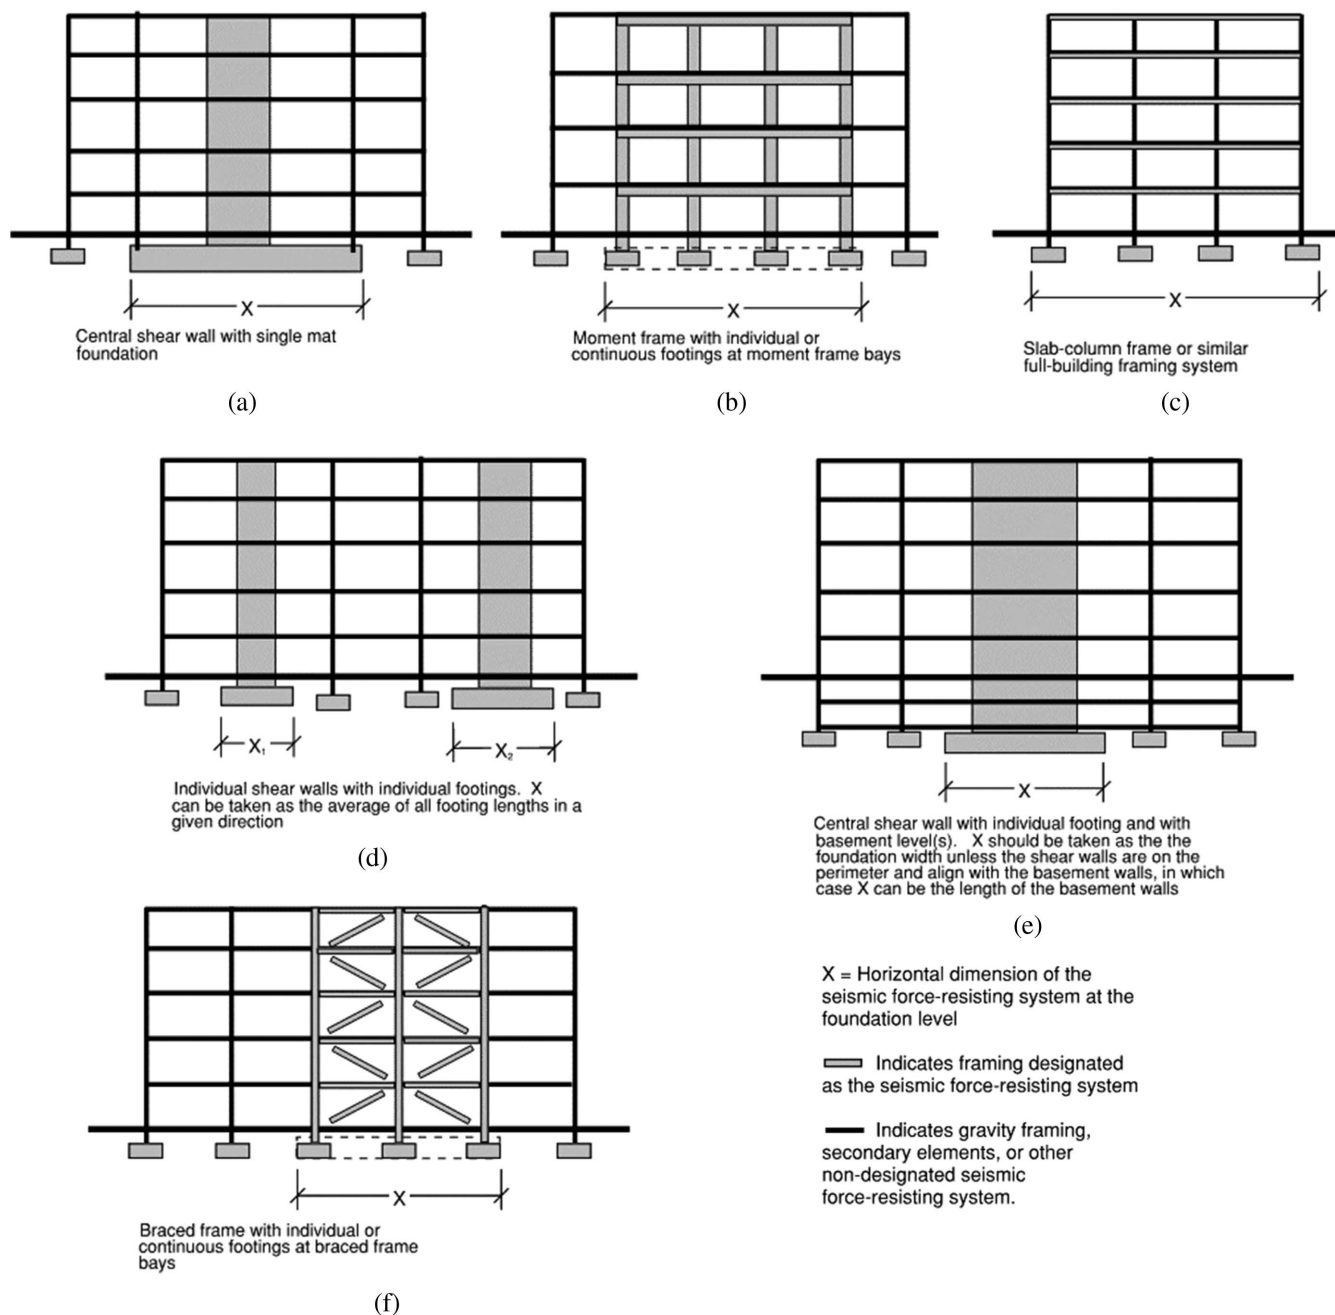 X
Central shear wall with single mat
foundation
(a)
X
Moment frame with individual or
continuous footings at moment frame bays
(b)
X
Slab-column frame or similar
full-building framing system
(c)
X₁
X₂
Individual shear walls with individual footings. X
can be taken as the average of all footing lengths in a
given direction
(d)
X
Central shear wall with individual footing and with
basement level(s). X should be taken as the the
foundation width unless the shear walls are on the
perimeter and align with the basement walls, in which
case X can be the length of the basement walls
(e)
X
Braced frame with individual or
continuous footings at braced frame
bays
(f)
X = Horizontal dimension of the
seismic force-resisting system at the
foundation level
Indicates framing designated
as the seismic force-resisting system
Indicates gravity framing,
secondary elements, or other
non-designated seismic
force-resisting system.